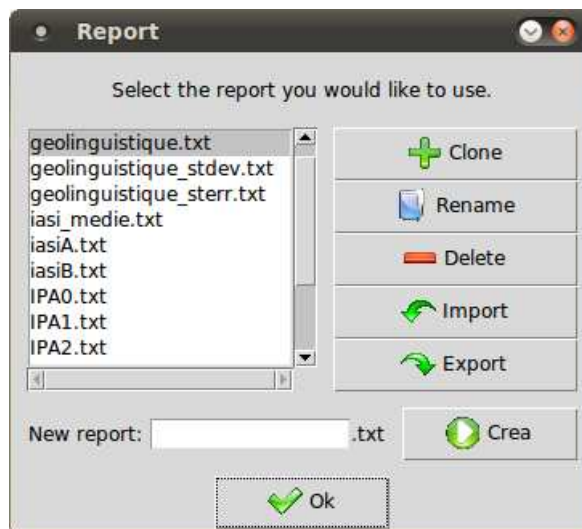 Report
Select the report you would like to use.
geolinguistique.txt
geolinguistique_stdev.txt
geolinguistique_sterr.txt
iasi_medie.txt
iasiA.txt
iasiB.txt
IPA0.txt
IPA1.txt
IPA2.txt
Clone
Rename
Delete
Import
Export
New report: .txt
Crea
Ok